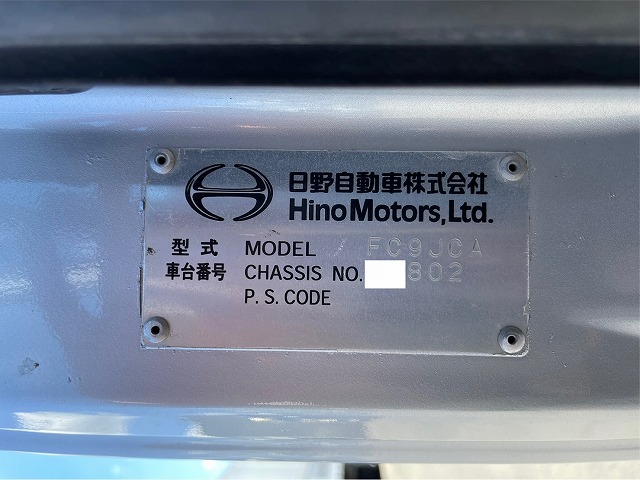 日野自動車株式会社
Hino Motors, Ltd.
型式 MODEL FC9JCA
車台番号 CHASSIS NO. 802
P.S.CODE